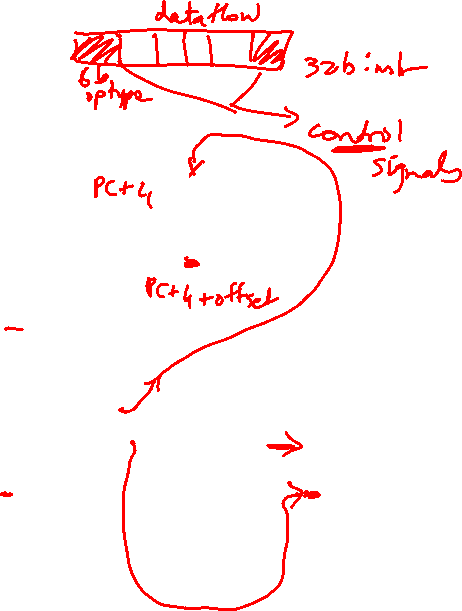 dataflow
32b inst
6b
optype
control
signals
PC+4
PC+4+offset